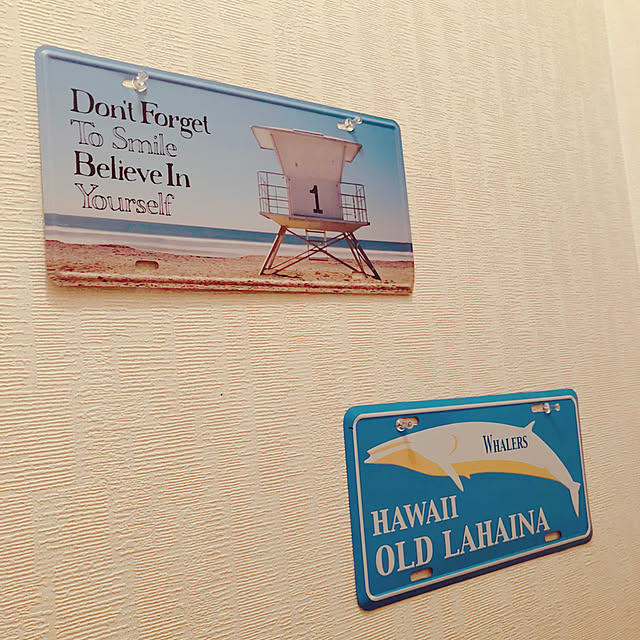 Don't Forget
To Smile
Believe In
Yourself
1
WHALERS
HAWAII
OLD LAHAINA